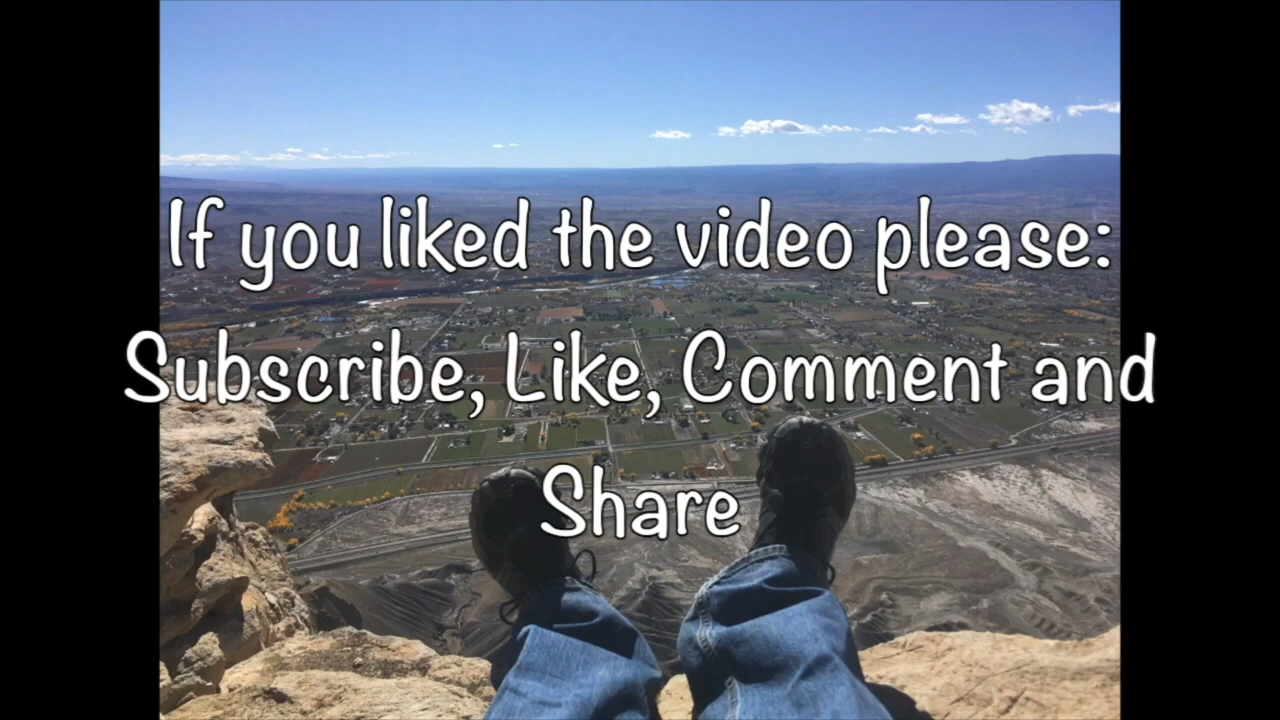 If you liked the video please:
Subscribe, Like, Comment and
Share